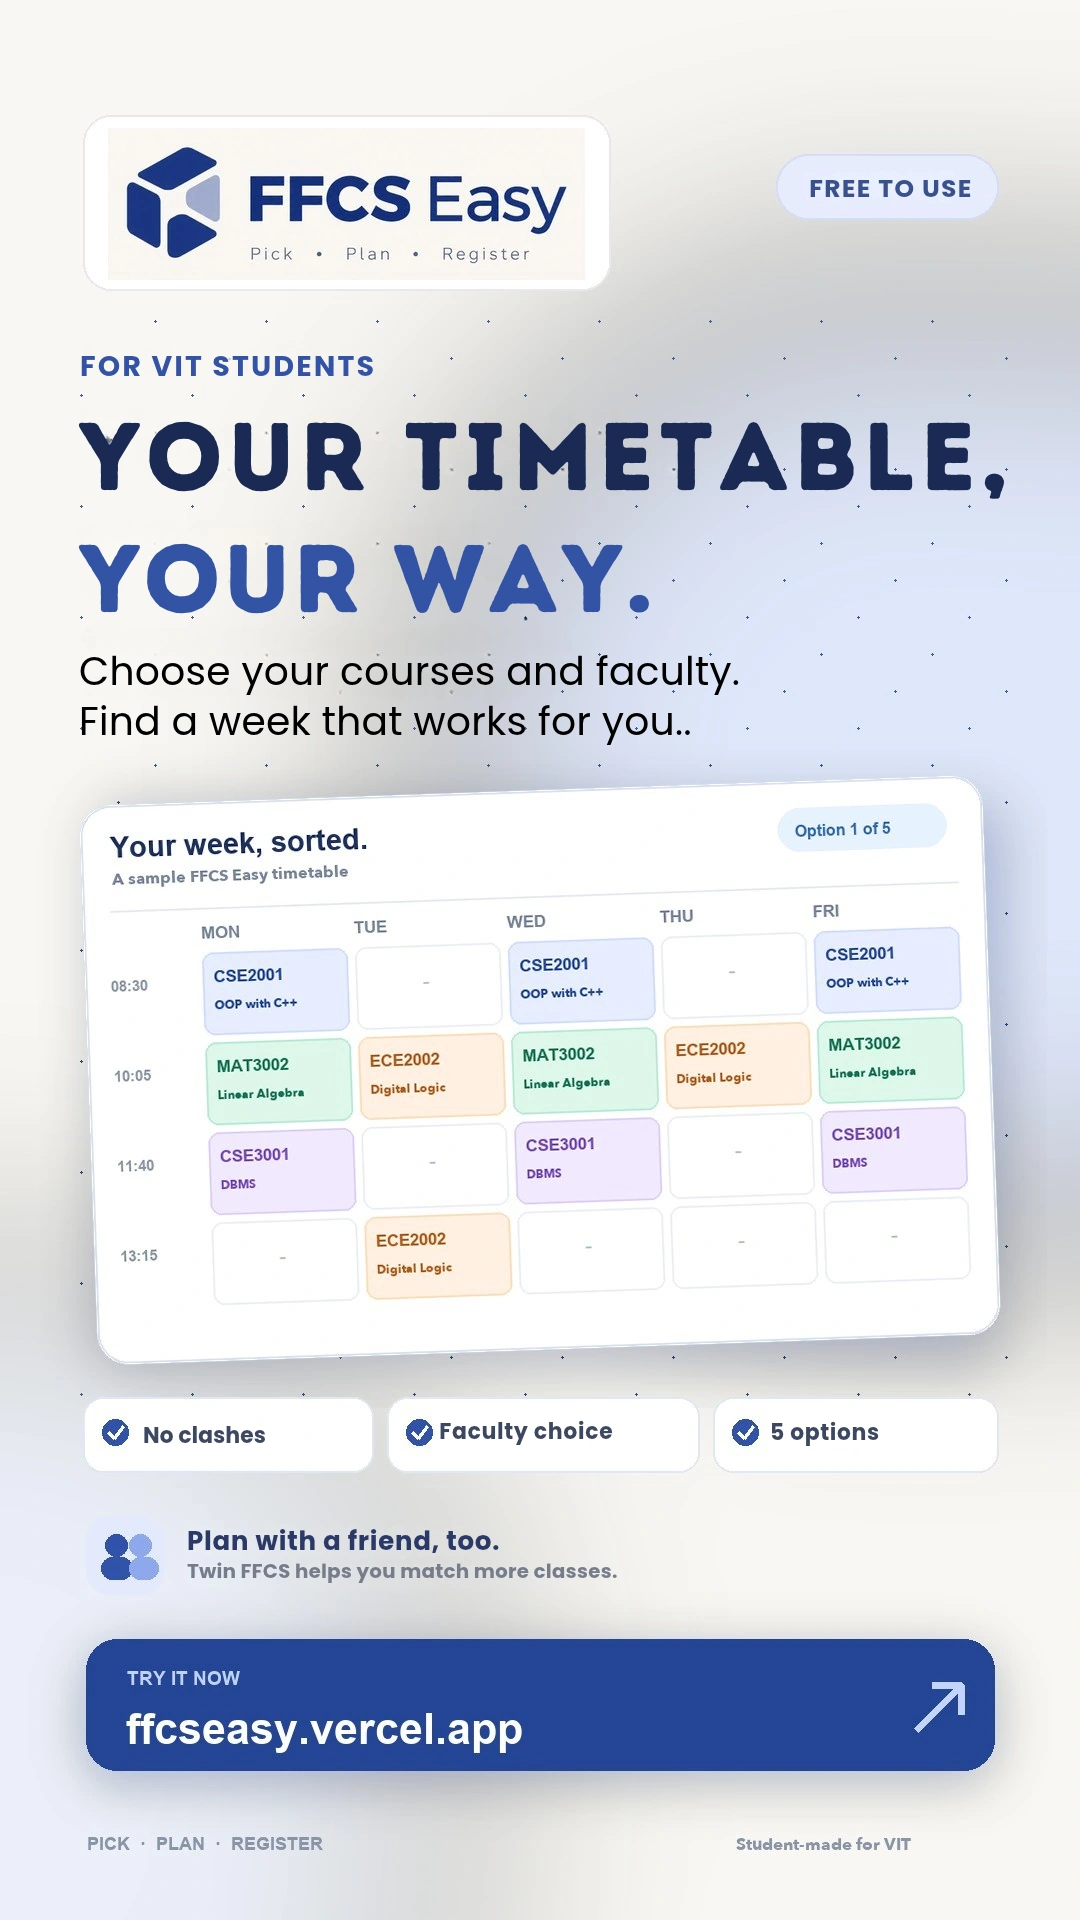 FFCS Easy
Pick • Plan • Register
FREE TO USE
FOR VIT STUDENTS
YOUR TIMETABLE,
YOUR WAY.
Choose your courses and faculty.
Find a week that works for you..
Your week, sorted.
Option 1 of 5
A sample FFCS Easy timetable
MON TUE WED THU FRI
08:30 CSE2001 - CSE2001 - CSE2001
OOP with C++ OOP with C++ OOP with C++
10:05 MAT3002 ECE2002 MAT3002 ECE2002 MAT3002
Linear Algebra Digital Logic Linear Algebra Digital Logic Linear Algebra
11:40 CSE3001 - CSE3001 - CSE3001
DBMS DBMS DBMS
13:15 - ECE2002 - - -
Digital Logic
No clashes
Faculty choice
5 options
Plan with a friend, too.
Twin FFCS helps you match more classes.
TRY IT NOW
ffcseasy.vercel.app
PICK · PLAN · REGISTER
Student-made for VIT